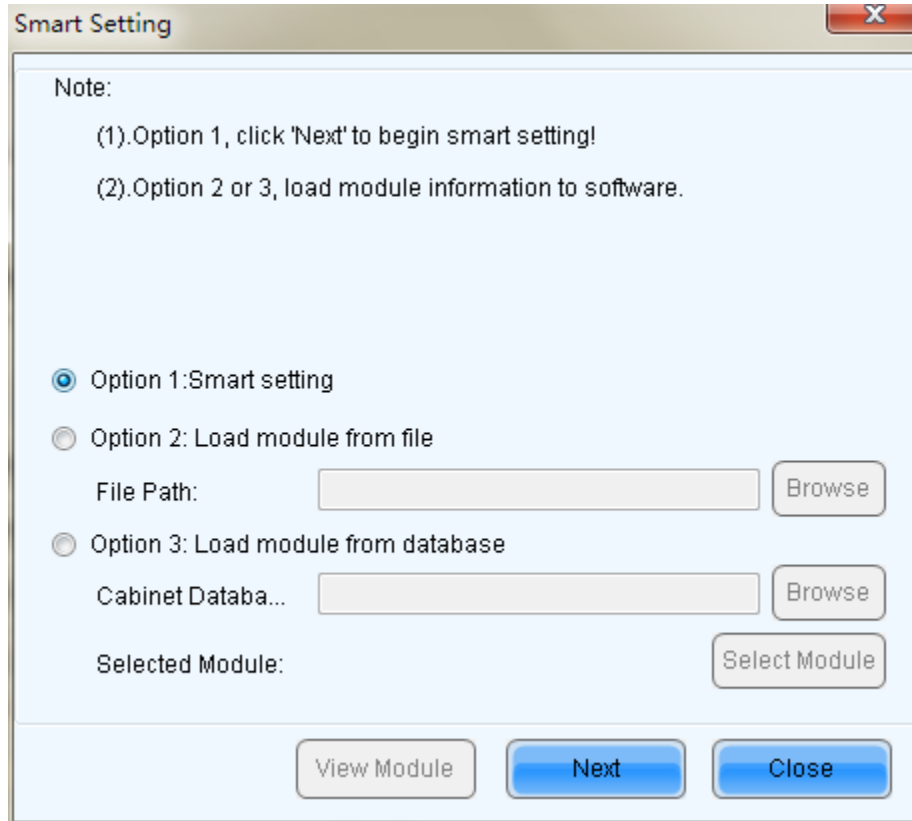 Smart Setting
Note:
(1).Option 1, click 'Next' to begin smart setting!
(2).Option 2 or 3, load module information to software.
Option 1:Smart setting
Option 2: Load module from file
File Path:
Browse
Option 3: Load module from database
Cabinet Databa...
Browse
Selected Module:
Select Module
View Module
Next
Close